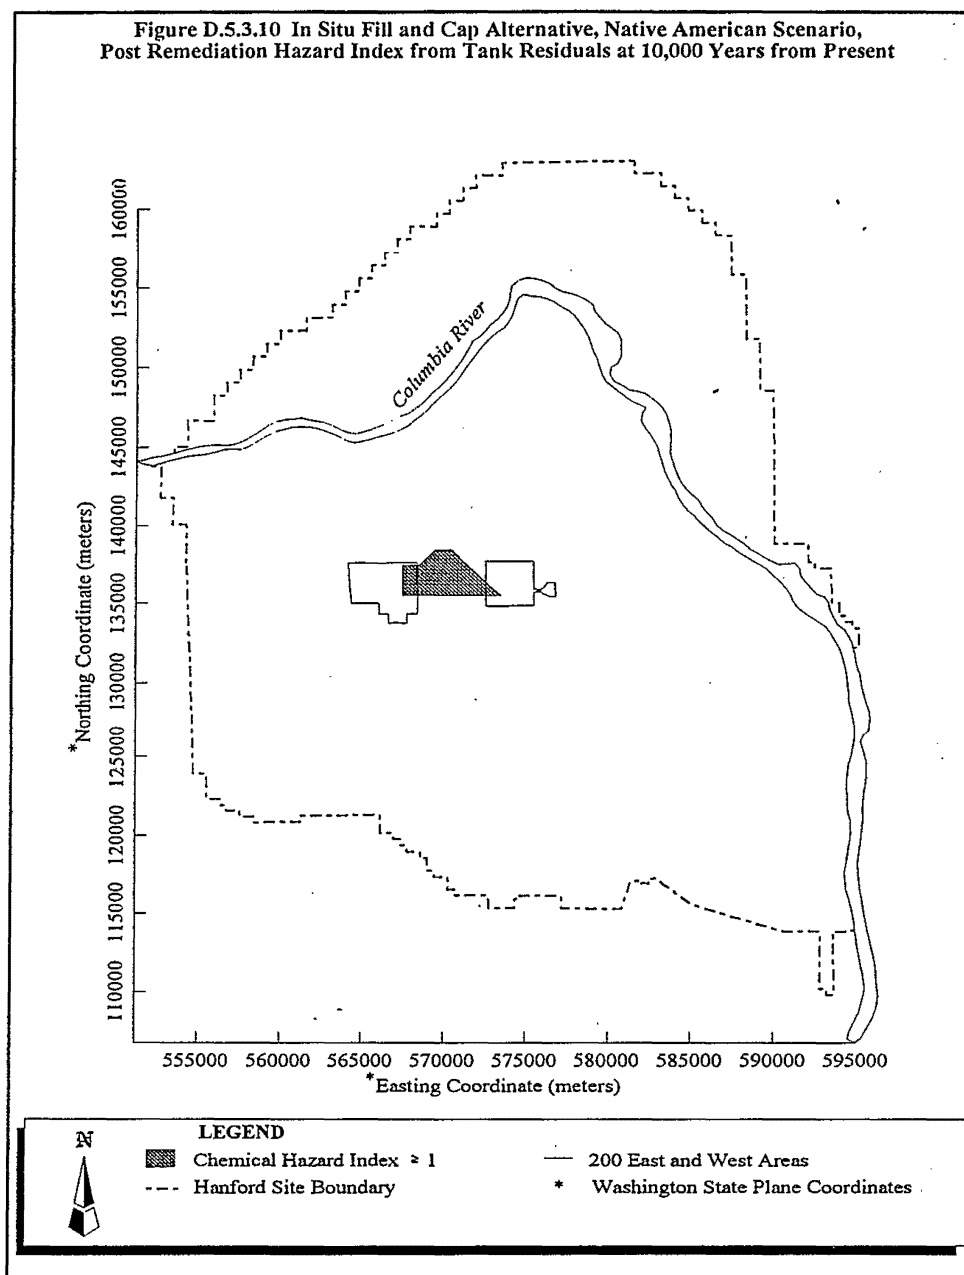 Figure D.5.3.10 In Situ Fill and Cap Alternative, Native American Scenario,
Post Remediation Hazard Index from Tank Residuals at 10,000 Years from Present
160000
155000
150000
145000
140000
135000
130000
125000
120000
115000
110000
*Northing Coordinate (meters)
Columbia River
555000 560000 565000 570000 575000 580000 585000 590000 595000
*Easting Coordinate (meters)
N
LEGEND
Chemical Hazard Index ≥ 1
Hanford Site Boundary
200 East and West Areas
* Washington State Plane Coordinates